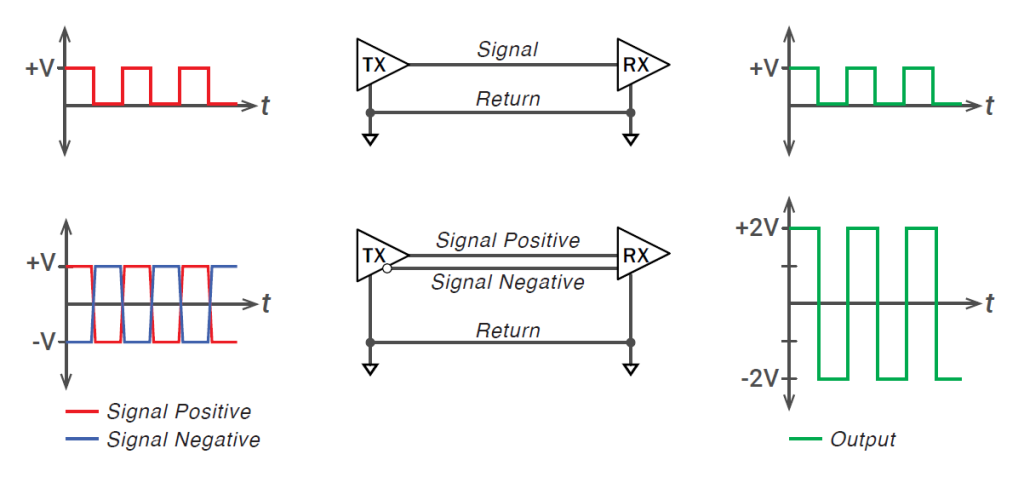 +V
t
Signal
TX
RX
Return
+V
t
+V
t
-V
Signal Positive
Signal Negative
Signal Positive
TX
RX
Signal Negative
Return
+2V
t
-2V
Output